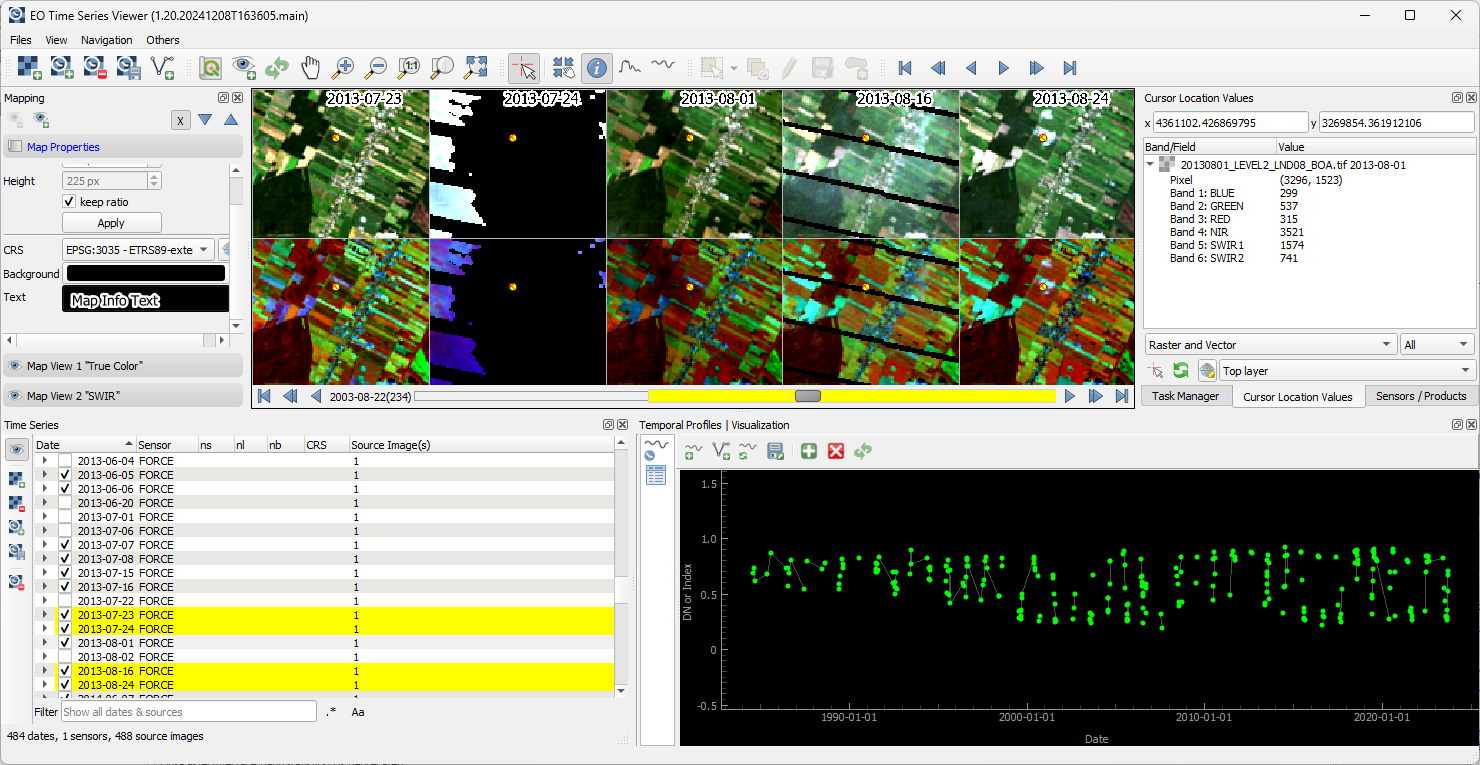 EO Time Series Viewer (1.20.20241208T163605.main)
Files View Navigation Others
1:1
Mapping
x
Map Properties
Height 225 px
keep ratio
Apply
CRS EPSG:3035 - ETRS89-exte
Background
Text Map Info Text
Map View 1 "True Color"
Map View 2 "SWIR"
2013-07-23 2013-07-24 2013-08-01 2013-08-16 2013-08-24
2003-08-22(234)
Cursor Location Values
x 4361102.426869795 y 3269854.361912106
Band/Field Value
20130801_LEVEL2_LND08_BOA.tif 2013-08-01
Pixel (3296, 1523)
Band 1: BLUE 299
Band 2: GREEN 537
Band 3: RED 315
Band 4: NIR 3521
Band 5: SWIR1 1574
Band 6: SWIR2 741
Raster and Vector All
Top layer
Task Manager Cursor Location Values Sensors / Products
Time Series
Date Sensor ns nl nb CRS Source Image(s)
2013-06-04 FORCE 1
2013-06-05 FORCE 1
2013-06-06 FORCE 1
2013-06-20 FORCE 1
2013-07-01 FORCE 1
2013-07-06 FORCE 1
2013-07-07 FORCE 1
2013-07-08 FORCE 1
2013-07-15 FORCE 1
2013-07-16 FORCE 1
2013-07-22 FORCE 1
2013-07-23 FORCE 1
2013-07-24 FORCE 1
2013-08-01 FORCE 1
2013-08-02 FORCE 1
2013-08-16 FORCE 1
2013-08-24 FORCE 1
Filter Show all dates & sources .* Aa
484 dates, 1 sensors, 488 source images
Temporal Profiles | Visualization
DN or Index
1.5
1.0
0.5
0
-0.5
1990-01-01 2000-01-01 2010-01-01 2020-01-01
Date